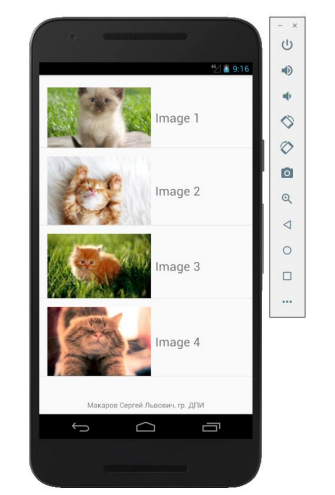 9:16
Image 1
Image 2
Image 3
Image 4
Макаров Сергей Львович, гр. ДПИ